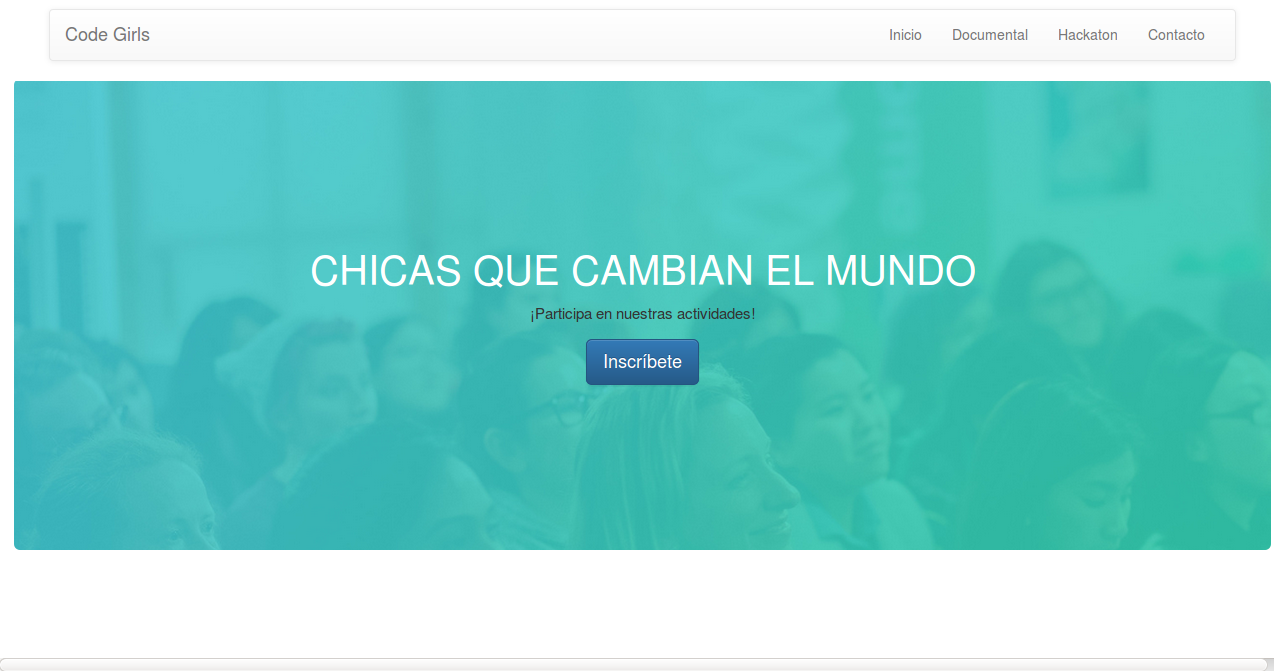 Code Girls
Inicio Documental Hackaton Contacto
CHICAS QUE CAMBIAN EL MUNDO
¡Participa en nuestras actividades!
Inscríbete